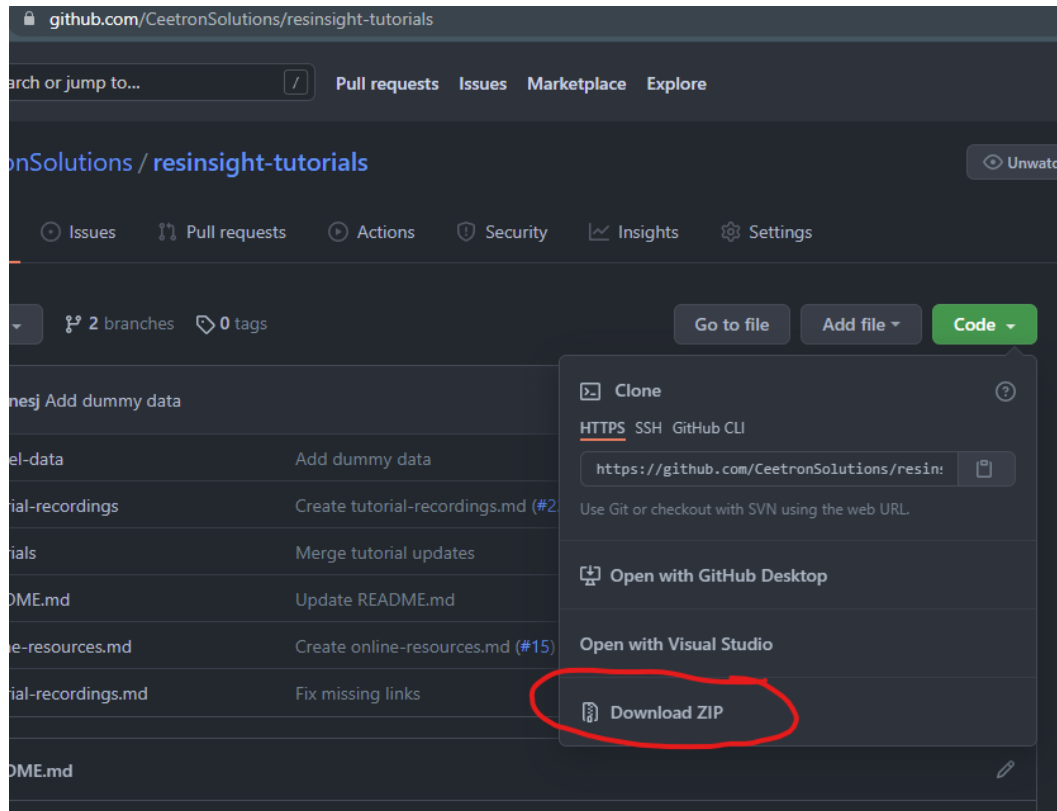 github.com/CeetronSolutions/resinsight-tutorials
arch or jump to... /
Pull requests Issues Marketplace Explore
onSolutions / resinsight-tutorials
Unwatc
Issues Pull requests Actions Security Insights Settings
2 branches 0 tags
Go to file Add file Code
nesj Add dummy data
el-data Add dummy data
ial-recordings Create tutorial-recordings.md (#2
ials Merge tutorial updates
OME.md Update README.md
e-resources.md Create online-resources.md (#15)
ial-recordings.md Fix missing links
OME.md
Clone
HTTPS SSH GitHub CLI
https://github.com/CeetronSolutions/resins
Use Git or checkout with SVN using the web URL.
Open with GitHub Desktop
Open with Visual Studio
Download ZIP